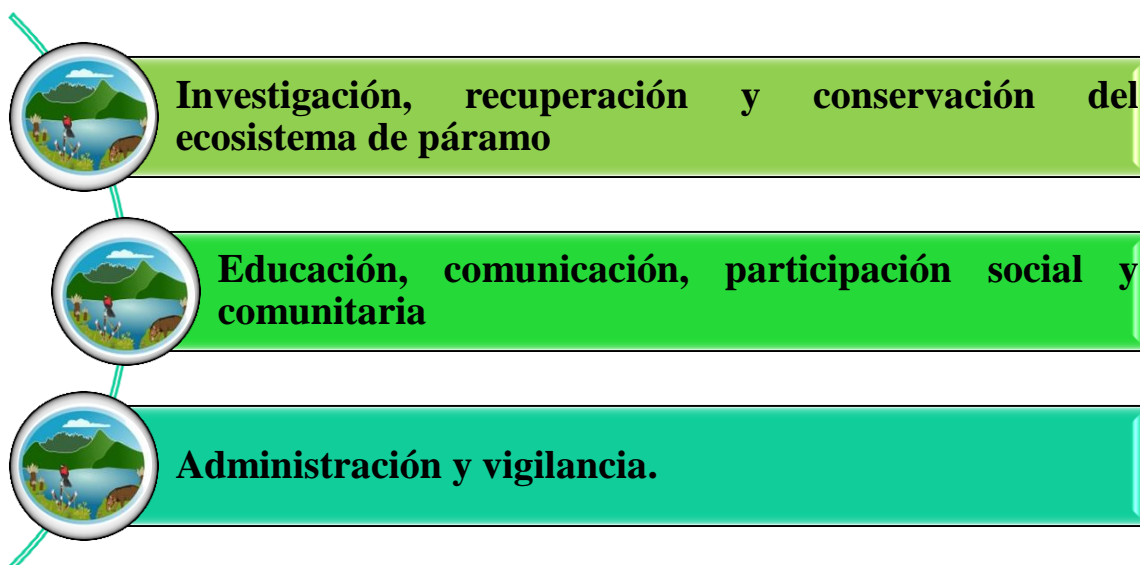 Investigación, recuperación y conservación del
ecosistema de páramo
Educación, comunicación, participación social y
comunitaria
Administración y vigilancia.